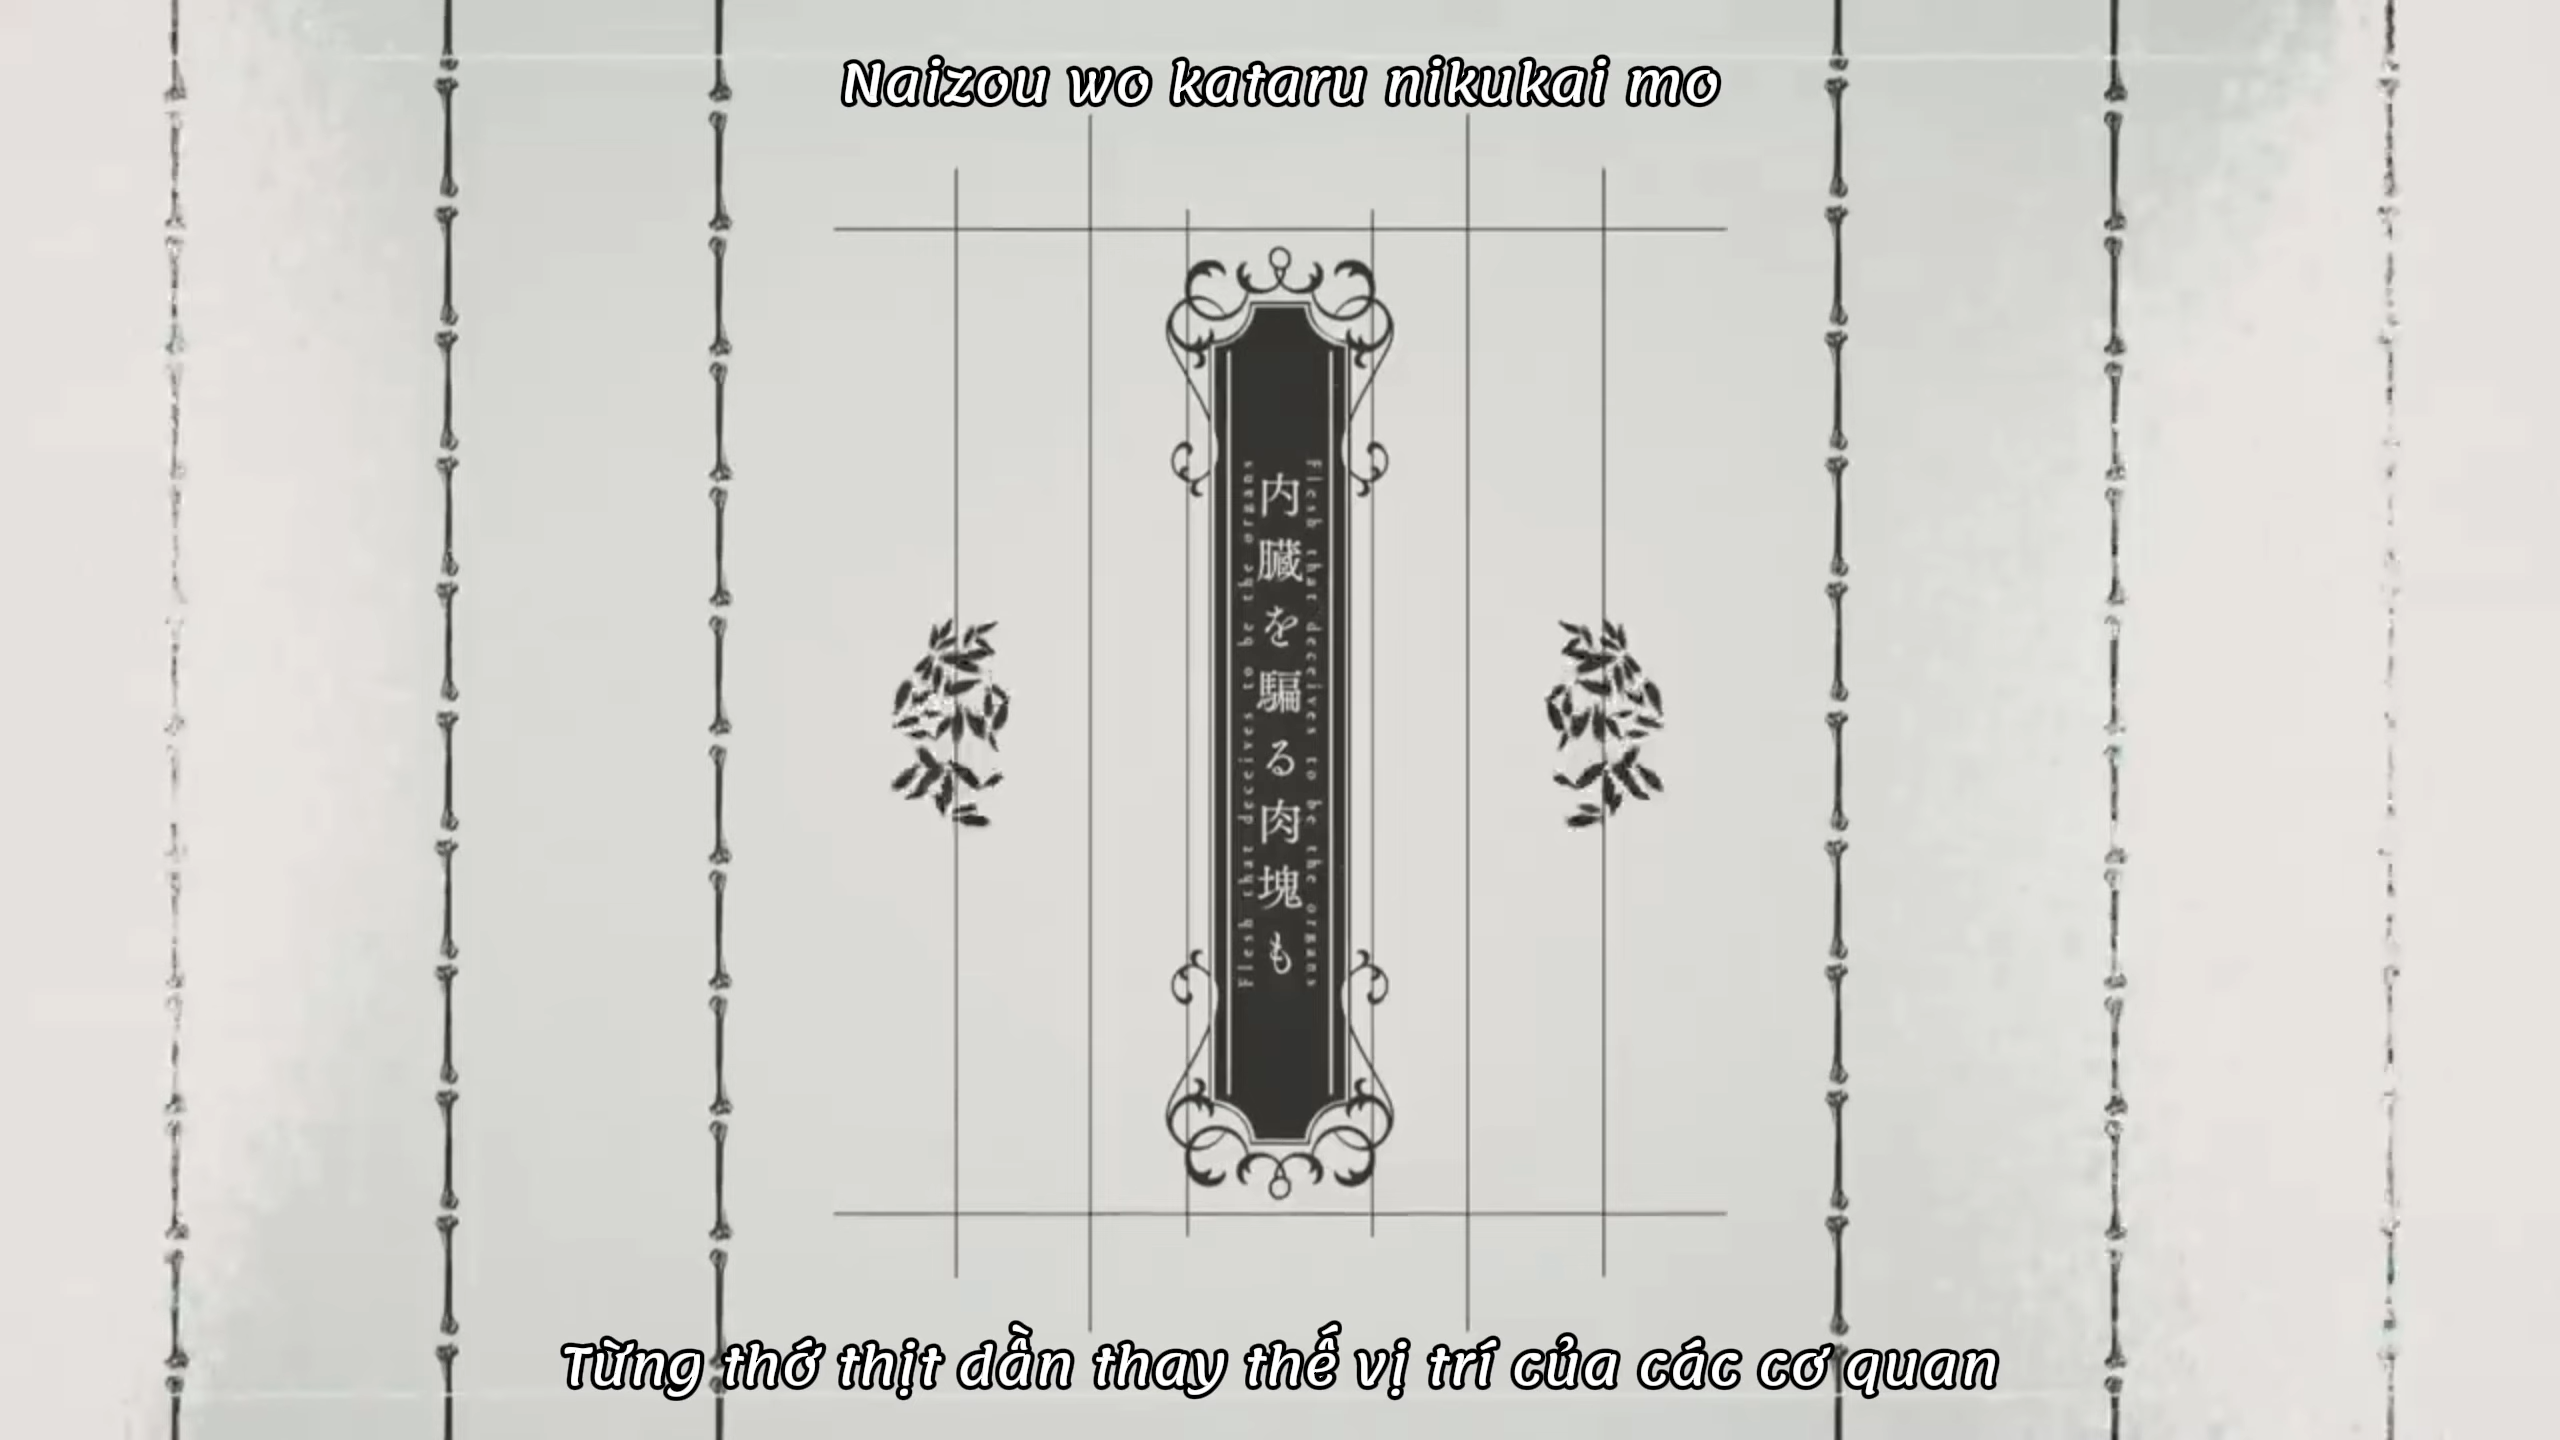 Naizou wo kataru nikukai mo
Flesh that deceives to be the organs
内臓を騙る肉塊も
Flesh that deceives to be the organs
Từng thớ thịt dần thay thế vị trí của các cơ quan